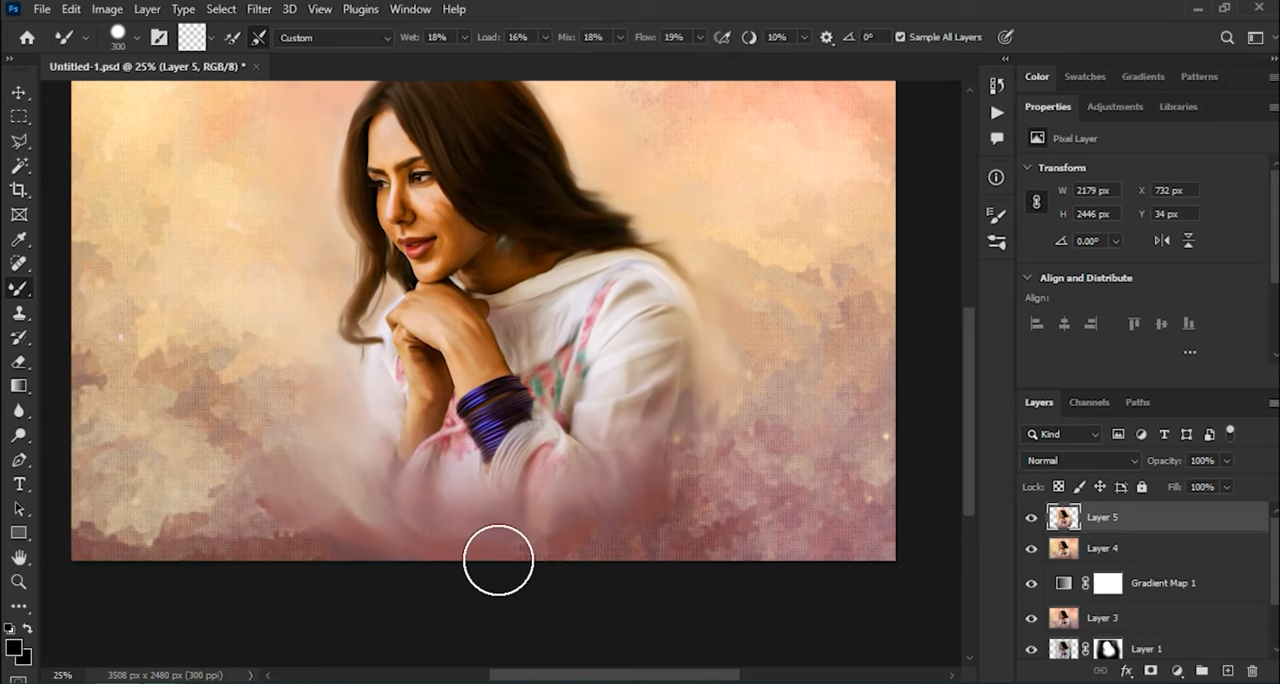 Ps File Edit Image Layer Type Select Filter 3D View Plugins Window Help
300 Custom Wet: 18% Load: 16% Mix: 18% Flow: 19% 10% 0° Sample All Layers
Untitled-1.psd @ 25% (Layer 5, RGB/8) * ×
Color Swatches Gradients Patterns
Properties Adjustments Libraries
Pixel Layer
Transform
W 2179 px X 732 px
H 2446 px Y 34 px
0.00°
Align and Distribute
Align:
Layers Channels Paths
Kind
Normal Opacity: 100%
Lock: Fill: 100%
Layer 5
Layer 4
Gradient Map 1
Layer 3
Layer 1
fx
25% 3508 px x 2480 px (300 ppi)